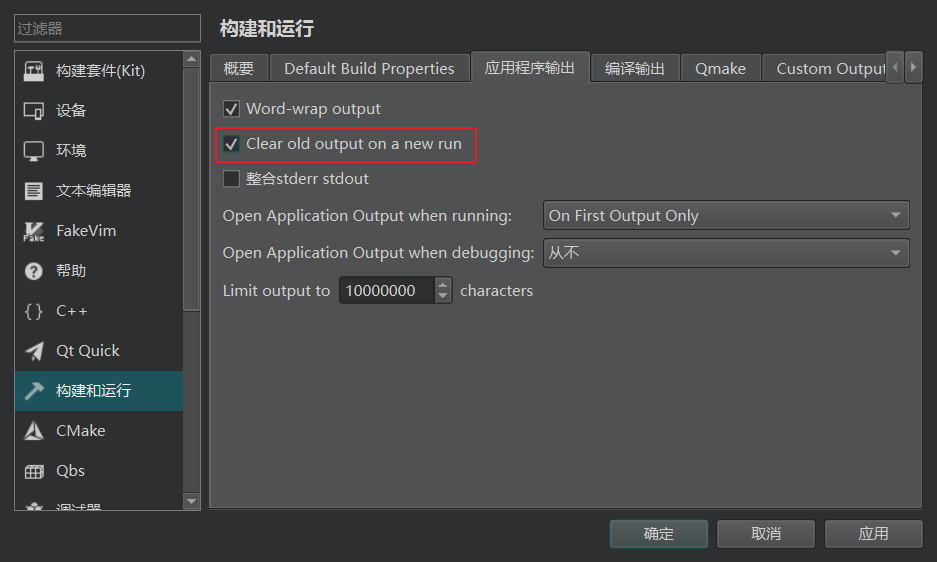 过滤器
构建套件(Kit)
设备
环境
文本编辑器
FakeVim
帮助
C++
Qt Quick
构建和运行
CMake
Qbs
调试器
构建和运行
概要 Default Build Properties 应用程序输出 编译输出 Qmake Custom Output
Word-wrap output
Clear old output on a new run
整合stderr stdout
Open Application Output when running: On First Output Only
Open Application Output when debugging: 从不
Limit output to 10000000 characters
确定 取消 应用